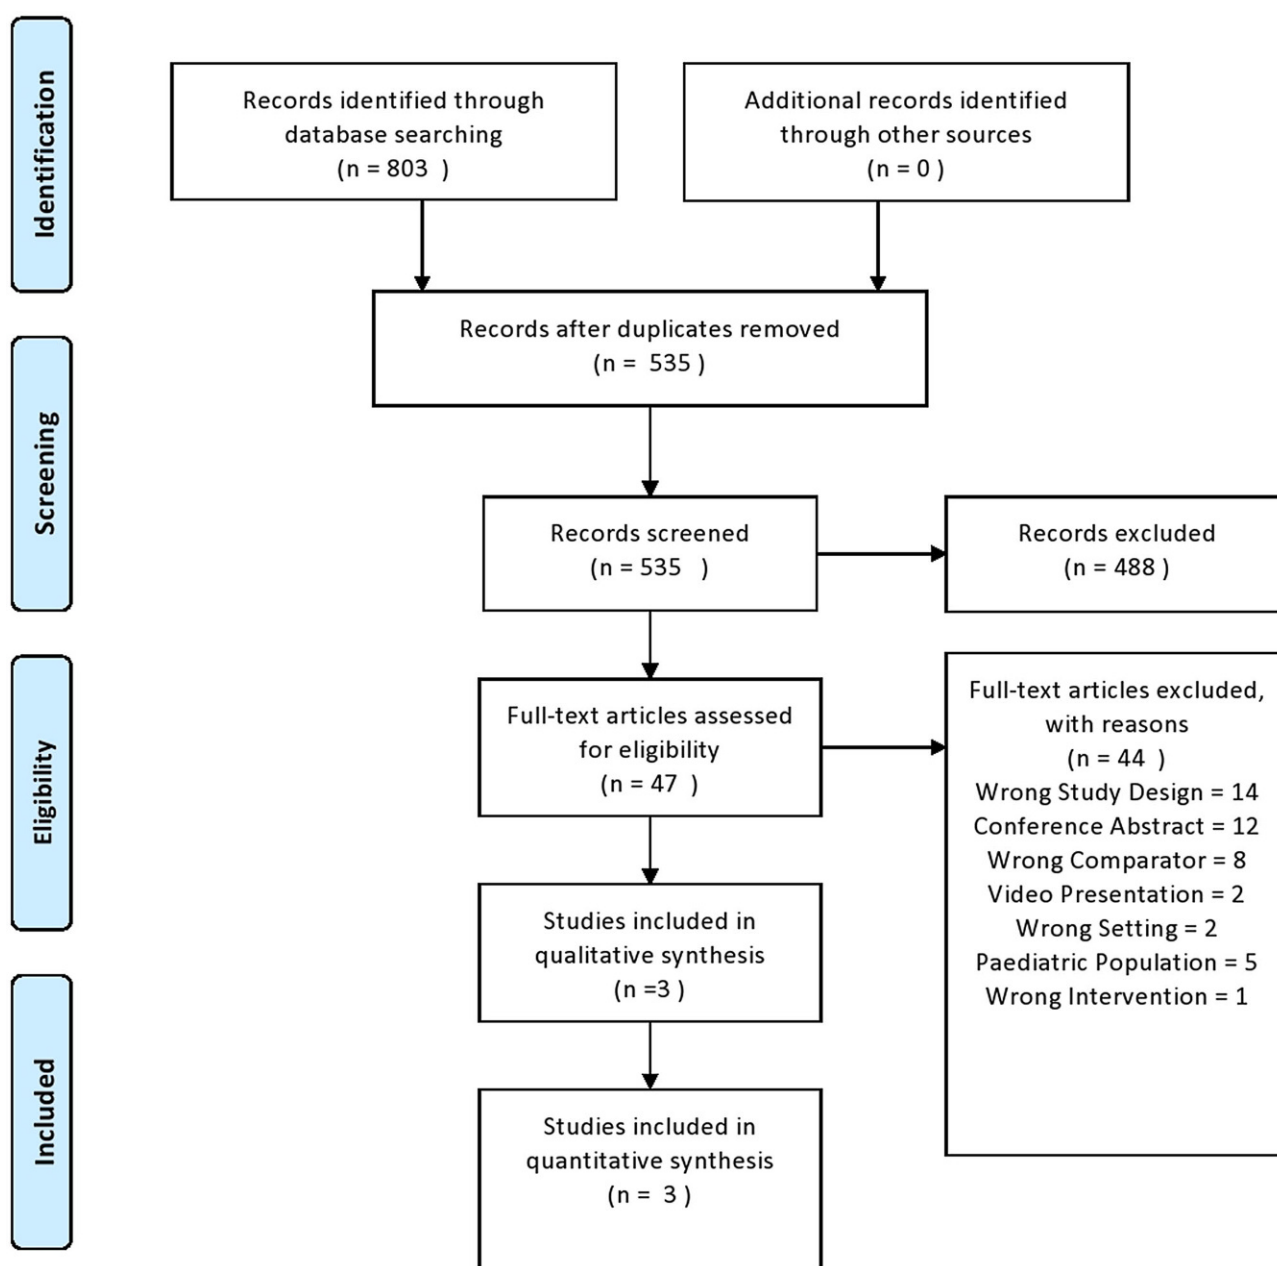 Identification
Records identified through
database searching
(n = 803  )
Additional records identified
through other sources
(n = 0 )
Records after duplicates removed
(n =  535 )
Screening
Records screened
(n = 535   )
Records excluded
(n = 488 )
Eligibility
Full-text articles assessed
for eligibility
(n = 47  )
Full-text articles excluded,
with reasons
(n = 44  )
Wrong Study Design = 14
Conference Abstract = 12
Wrong Comparator = 8
Video Presentation = 2
Wrong Setting = 2
Paediatric Population = 5
Wrong Intervention = 1
Studies included in
qualitative synthesis
(n =3 )
Included
Studies included in
quantitative synthesis
(n =  3 )